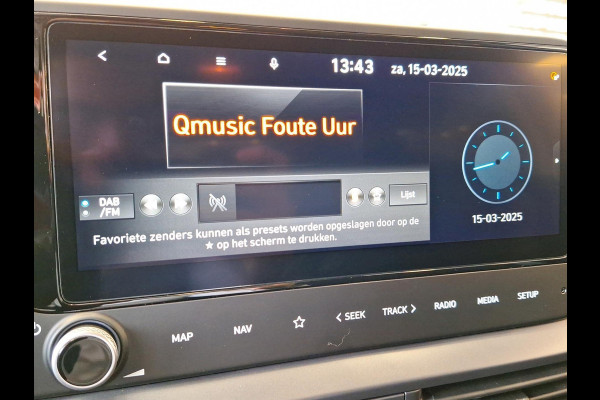 13:43 za, 15-03-2025
Qmusic Foute Uur
DAB
/FM
Lijst
Favoriete zenders kunnen als presets worden opgeslagen door op de
★ op het scherm te drukken.
15-03-2025
MAP NAV < SEEK TRACK > RADIO MEDIA SETUP